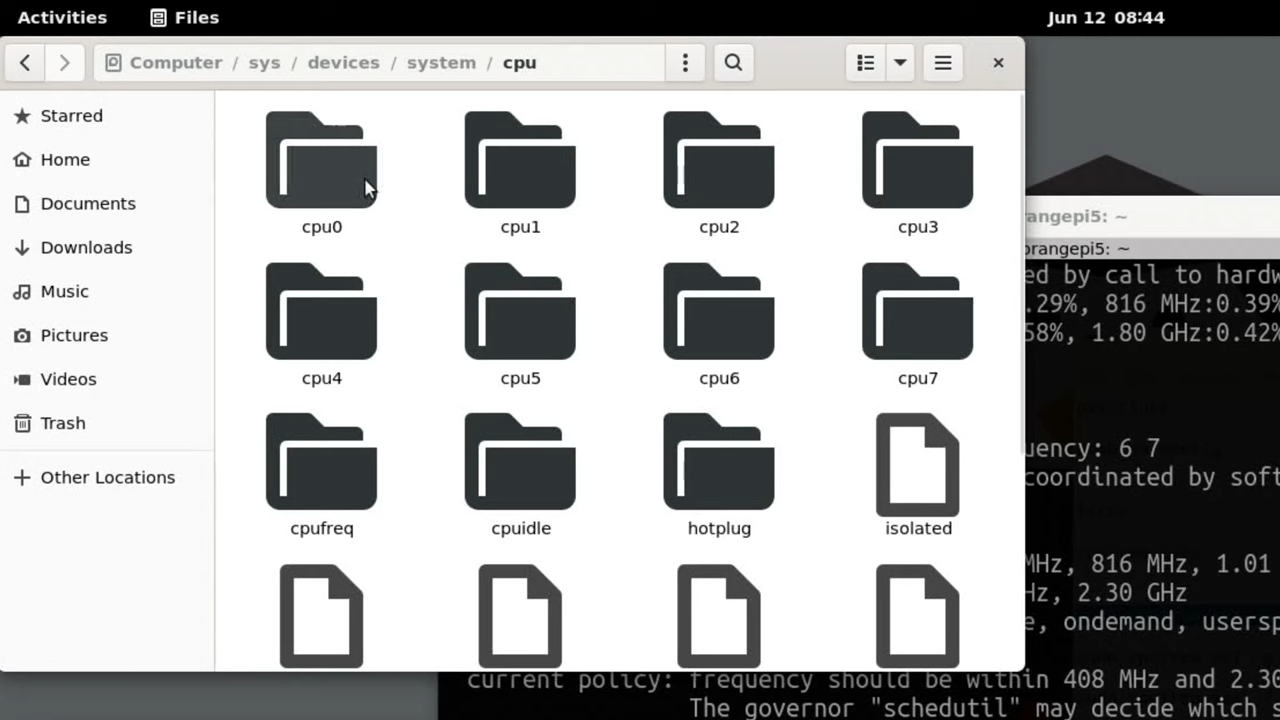 Activities Files Jun 12 08:44
Computer / sys / devices / system / cpu
Starred
Home
Documents
Downloads
Music
Pictures
Videos
Trash
Other Locations
cpu0 cpu1 cpu2 cpu3
cpu4 cpu5 cpu6 cpu7
cpufreq cpuidle hotplug isolated
rangepi5: ~
orangepi5: ~
ed by call to hardw
.29%, 816 MHz:0.39%
58%, 1.80 GHz:0.42%
uency: 6 7
coordinated by soft
MHz, 816 MHz, 1.01
Hz, 2.30 GHz
e, ondemand, usersp
current policy: frequency should be within 408 MHz and 2.30
The governor "schedutil" may decide which s